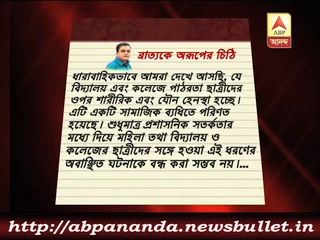 abp
ABP
আনন্দ
ব্রাত্যকে অরূপের চিঠি
ধারাবাহিকভাবে আমরা দেখে আসছি, যে
বিদ্যালয় এবং কলেজে পাঠরতা ছাত্রীদের
ওপর শারীরিক এবং যৌন হেনস্থা হচ্ছে।
এটি একটি সামাজিক ব্যধিতে পরিণত
হয়েছে। শুধুমাত্র প্রশাসনিক সতর্কতার
মধ্যে দিয়ে মহিলা তথা বিদ্যালয় ও
কলেজের ছাত্রীদের সঙ্গে হওয়া এই ধরণের
অবাঞ্ছিত ঘটনাকে বন্ধ করা সম্ভব নয়।...
http://abpananda.newsbullet.in